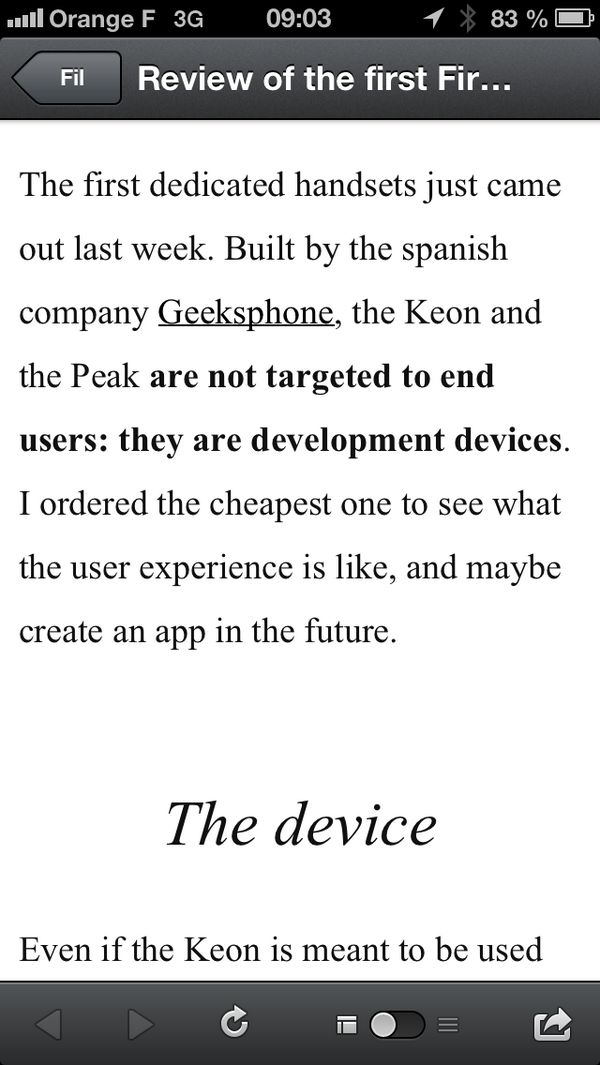 Orange F 3G 09:03 83 %
Fil Review of the first Fir...
The first dedicated handsets just came
out last week. Built by the spanish
company Geeksphone, the Keon and
the Peak are not targeted to end
users: they are development devices.
I ordered the cheapest one to see what
the user experience is like, and maybe
create an app in the future.
The device
Even if the Keon is meant to be used